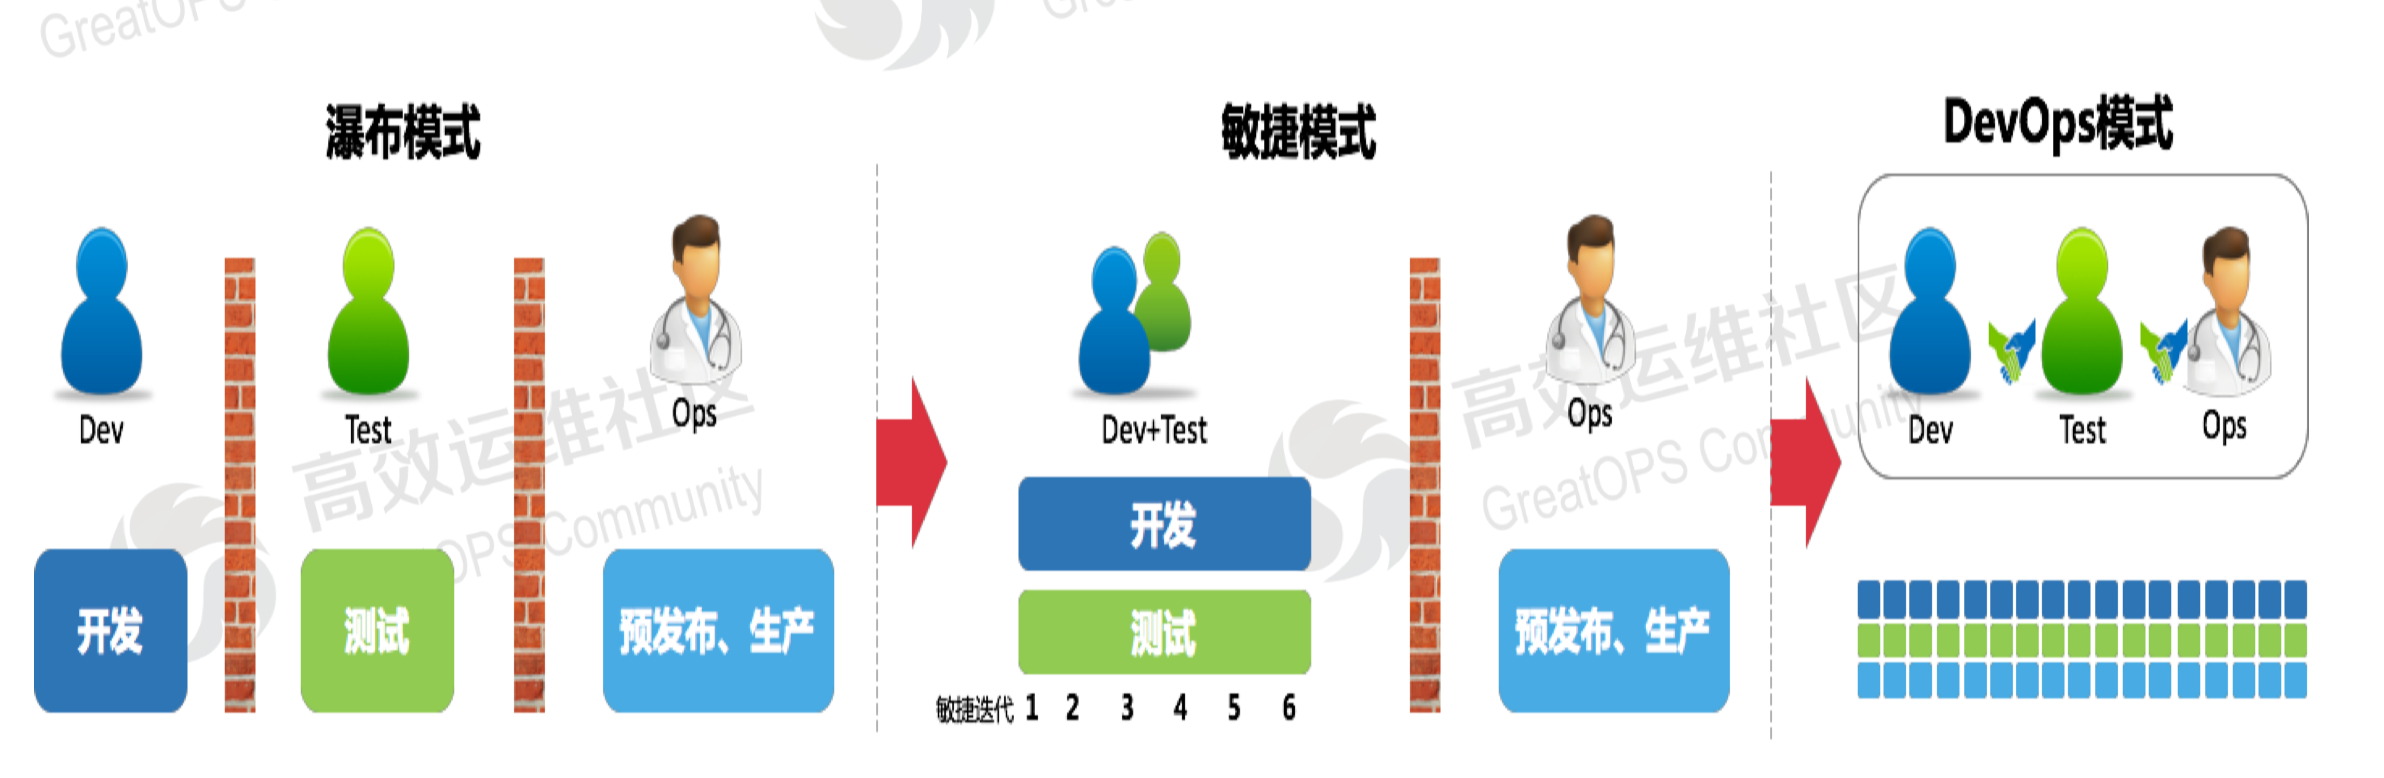 GreatOPS
瀑布模式
Dev
Test
Ops
开发
测试
预发布、生产
高效运维社区
OPS Community
敏捷模式
Dev+Test
Ops
开发
测试
敏捷迭代 1 2 3 4 5 6
预发布、生产
高效运维社区
GreatOPS Community
DevOps模式
Dev
Test
Ops